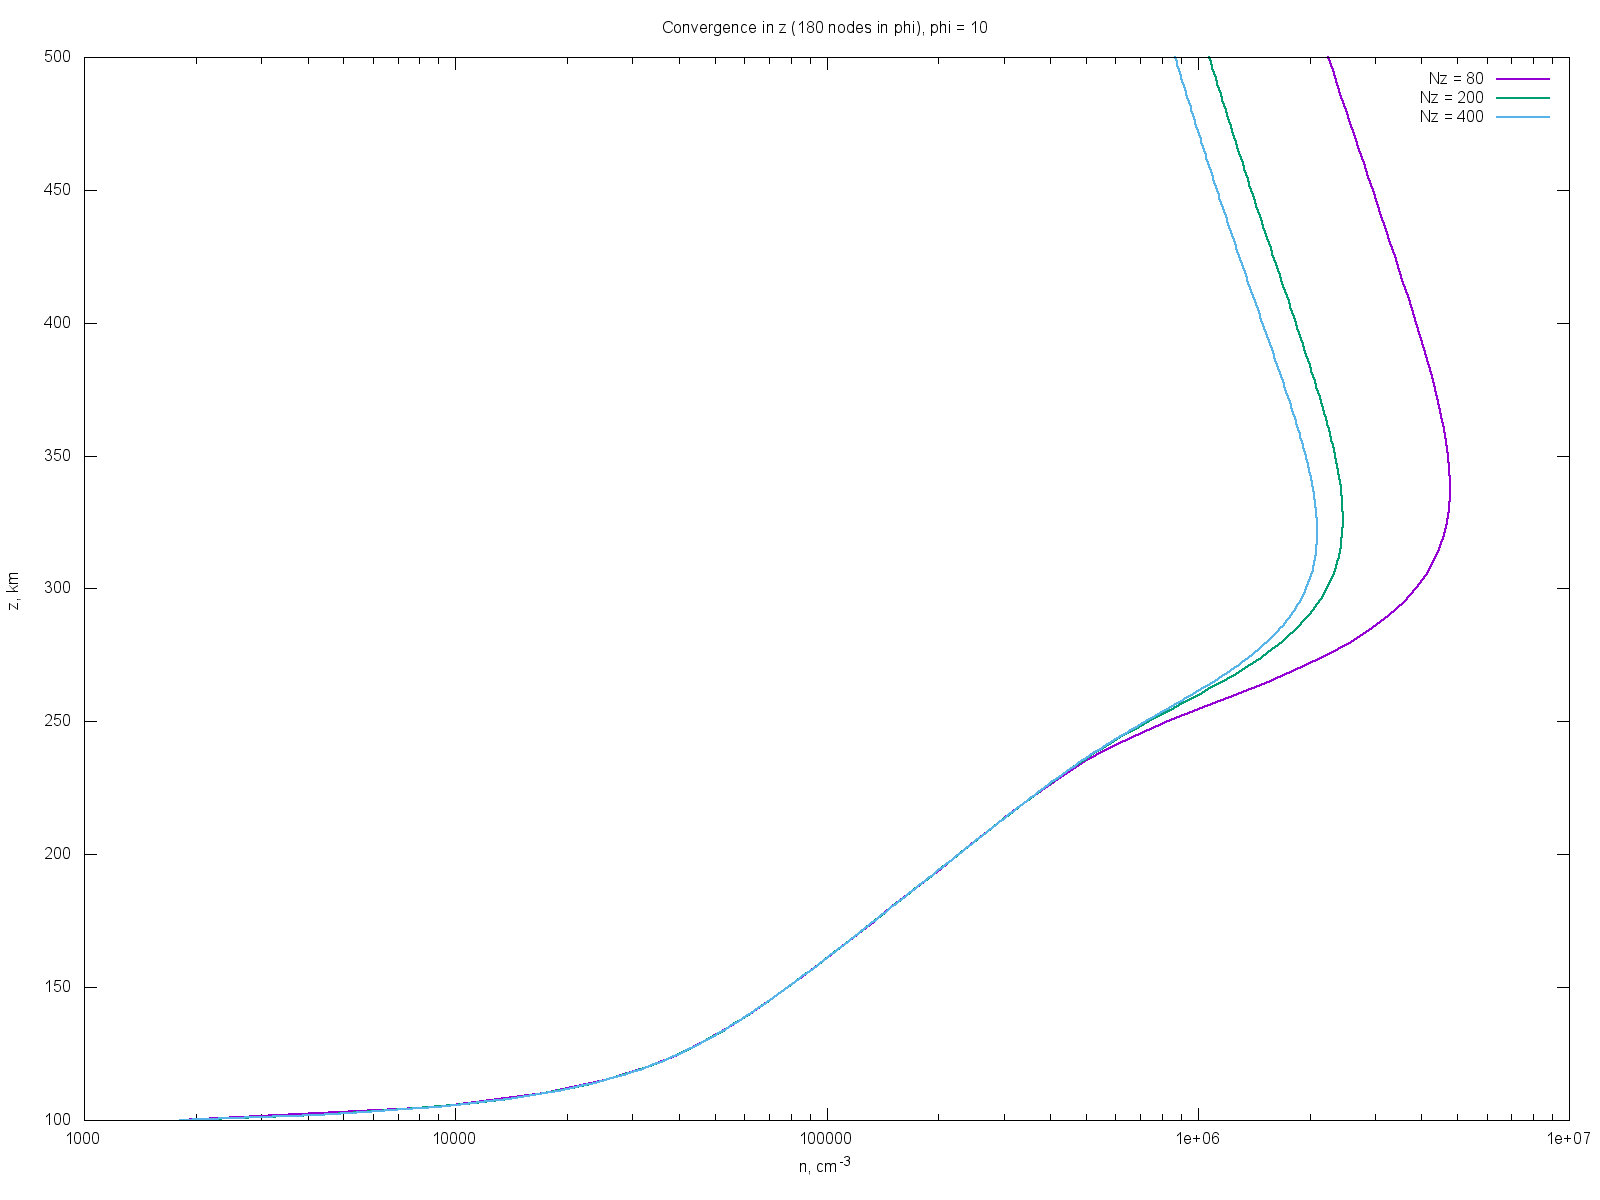 Convergence in z (180 nodes in phi), phi = 10
Nz = 80
Nz = 200
Nz = 400
500
450
400
350
300
250
200
150
100
z, km
1000
10000
100000
1e+06
1e+07
n, cm-3